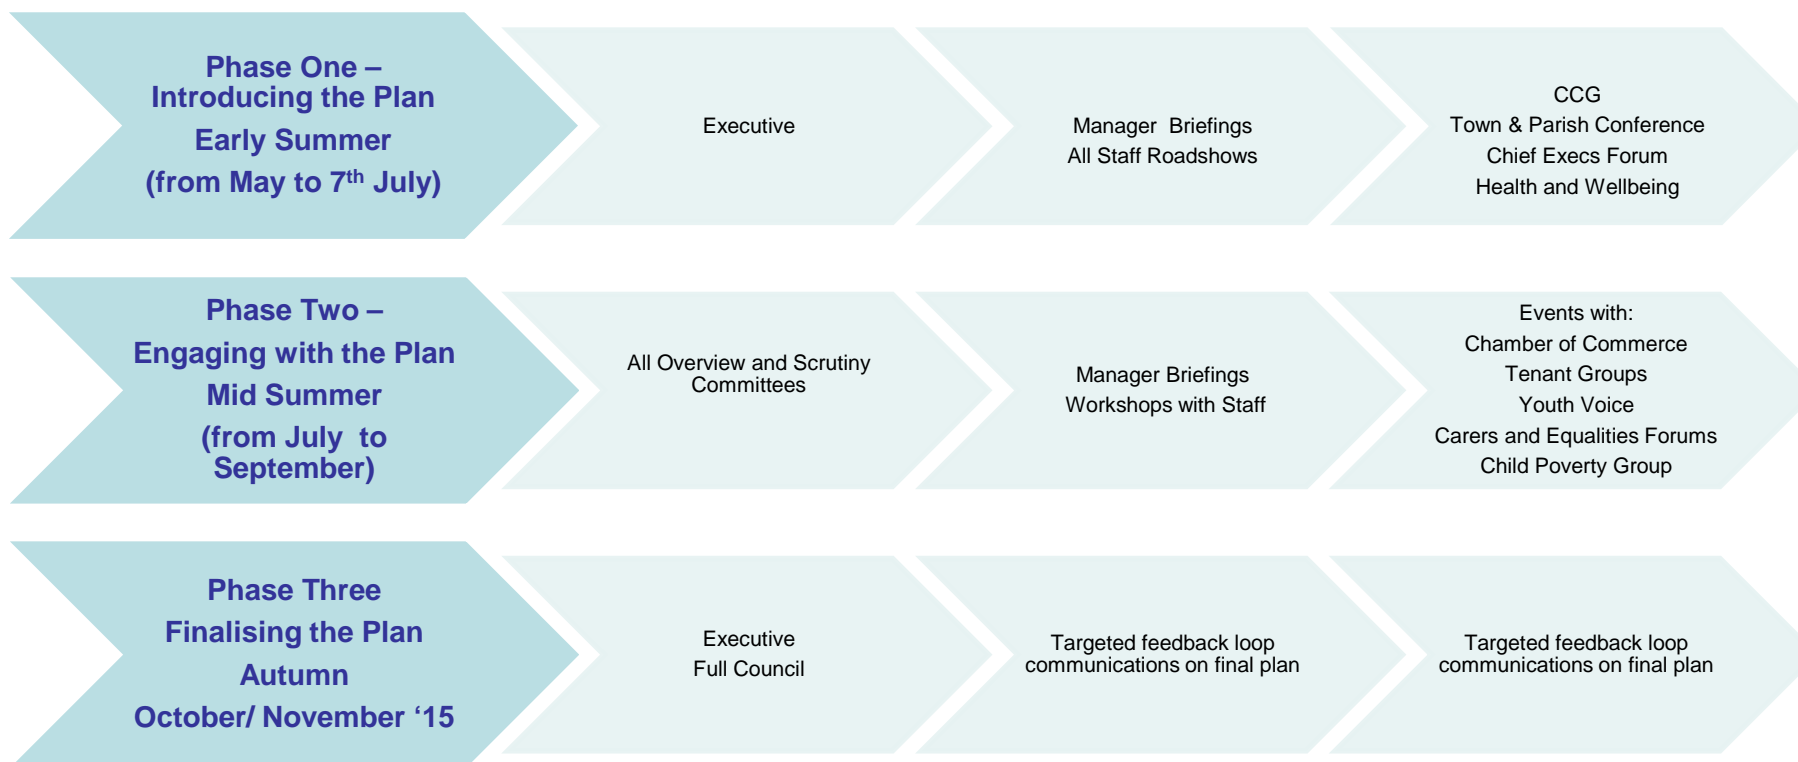 Phase One –
Introducing the Plan
Early Summer
(from May to 7th July)
Executive
Manager Briefings
All Staff Roadshows
CCG
Town & Parish Conference
Chief Execs Forum
Health and Wellbeing
Phase Two –
Engaging with the Plan
Mid Summer
(from July to
September)
All Overview and Scrutiny
Committees
Manager Briefings
Workshops with Staff
Events with:
Chamber of Commerce
Tenant Groups
Youth Voice
Carers and Equalities Forums
Child Poverty Group
Phase Three
Finalising the Plan
Autumn
October/ November ‘15
Executive
Full Council
Targeted feedback loop
communications on final plan
Targeted feedback loop
communications on final plan